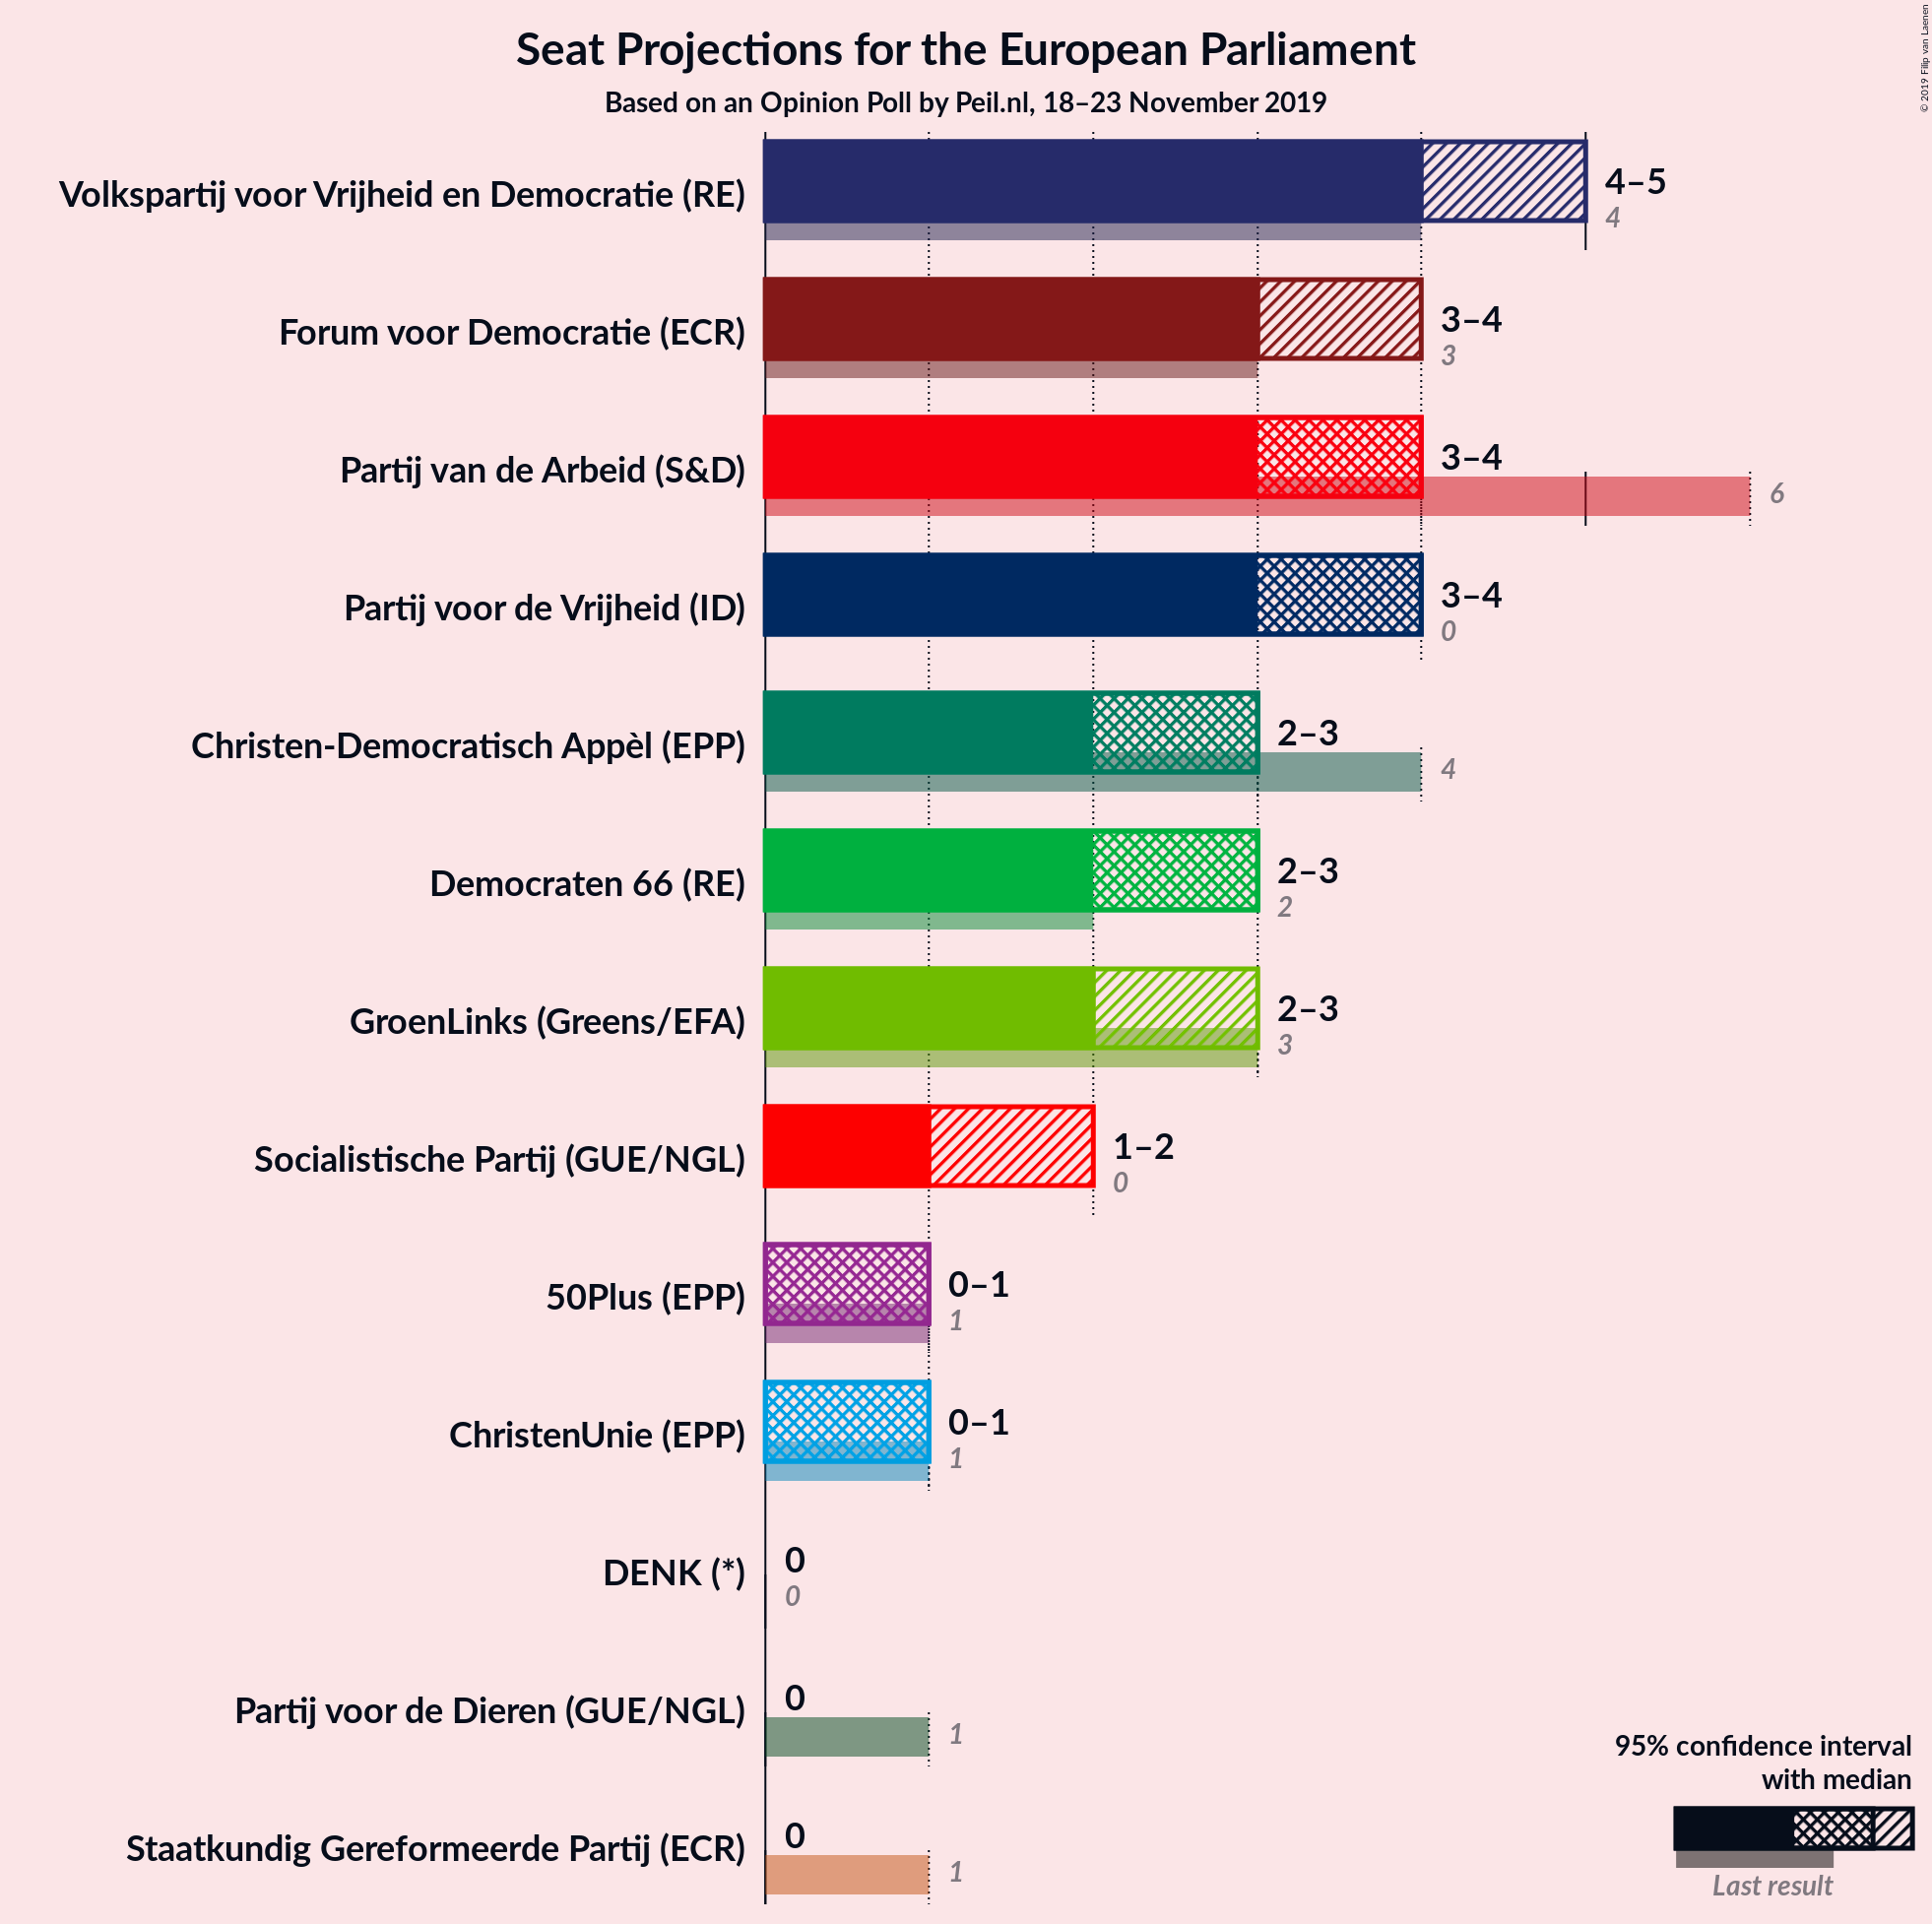 Seat Projections for the European Parliament
Based on an Opinion Poll by Peil.nl, 18–23 November 2019
© 2019 Filip van Laenen
Volkspartij voor Vrijheid en Democratie (RE)
4–5
4
Forum voor Democratie (ECR)
3–4
3
Partij van de Arbeid (S&D)
3–4
6
Partij voor de Vrijheid (ID)
3–4
0
Christen-Democratisch Appèl (EPP)
2–3
4
Democraten 66 (RE)
2–3
2
GroenLinks (Greens/EFA)
2–3
3
Socialistische Partij (GUE/NGL)
1–2
0
50Plus (EPP)
0–1
1
ChristenUnie (EPP)
0–1
1
DENK (*)
0
0
Partij voor de Dieren (GUE/NGL)
0
1
Staatkundig Gereformeerde Partij (ECR)
0
1
95% confidence interval
with median
Last result